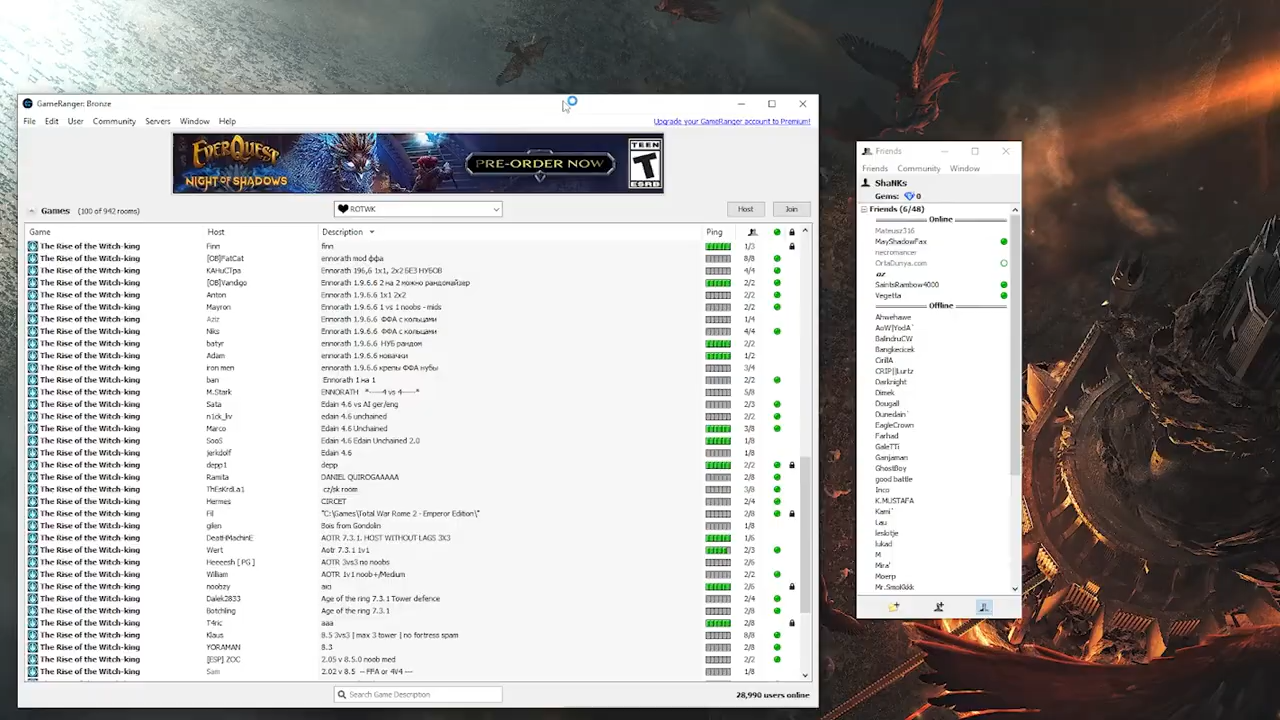 GameRanger: Bronze
File Edit User Community Servers Window Help
Upgrade your GameRanger account to Premium!
EVERQUEST NIGHT OF SHADOWS PRE-ORDER NOW TEEN T ESRB
Games (100 of 942 rooms) ROTWK Host Join
Game Host Description Ping
The Rise of the Witch-king Finn finn 1/3
The Rise of the Witch-king [OB]FatCat ennorath mod ффа 8/8
The Rise of the Witch-king КАНuСТра Ennorath 196,6 1x1, 2x2.БЕЗ НУБОВ 4/4
The Rise of the Witch-king [OB]Vandigo Ennorath 1.9.6.6 2 на 2 можно рандомайзер 2/2
The Rise of the Witch-king Anton Ennorath 1.9.6.6 1x1 2x2 2/2
The Rise of the Witch-king Mayron Ennorath 1.9.6.6 1 vs 1 noobs - mids 2/2
The Rise of the Witch-king Aziz Ennorath 1.9.6.6 ФФА с кольцами 1/4
The Rise of the Witch-king Niks Ennorath 1.9.6.6 ФФА с кольцами 4/4
The Rise of the Witch-king batyr ennorath 1.9.6.6 НУБ рандом 2/2
The Rise of the Witch-king Adam ennorath 1.9.6.6 новачки 1/2
The Rise of the Witch-king iron men ennorath 1.9.6.6 крепы ФФА нубы 3/4
The Rise of the Witch-king ban Ennorath 1 на 1 2/2
The Rise of the Witch-king M.Stark ENNORATH *-----4 vs 4----* 5/8
The Rise of the Witch-king Sata Edain 4.6 vs AI ger/eng 2/3
The Rise of the Witch-king n1ck_liv edain 4.6 unchained 2/2
The Rise of the Witch-king Marco Edain 4.6 Unchained 3/8
The Rise of the Witch-king SooS Edain 4.6 Edain Unchained 2.0 1/8
The Rise of the Witch-king jerkdolf Edain 4.6 1/8
The Rise of the Witch-king depp1 depp 2/2
The Rise of the Witch-king Ramita DANIEL QUIROGAAAAA 2/8
The Rise of the Witch-king ThEsKrdLa1 cz/sk room 3/8
The Rise of the Witch-king Hermes CIRCET 2/4
The Rise of the Witch-king Fil "C:\Games\Total War Rome 2 - Emperor Edition\" 2/8
The Rise of the Witch-king glien Bois from Gondolin 1/8
The Rise of the Witch-king DeatHMachinE AOTR 7.3.1. HOST WITHOUT LAGS 3X3 1/6
The Rise of the Witch-king Wert Aotr 7.3.1 1v1 2/3
The Rise of the Witch-king Heeeesh [PG] AOTR 3vs3 no noobs 2/6
The Rise of the Witch-king William AOTR 1v1 noob+/Medium 2/2
The Rise of the Witch-king noobzy 2/6
The Rise of the Witch-king Dalek2833 Age of the ring 7.3.1 Tower defence 2/4
The Rise of the Witch-king Botchling Age of the ring 7.3.1 2/8
The Rise of the Witch-king T4ric aaa 2/8
The Rise of the Witch-king Klaus 8.5 3vs3 | max 3 tower | no fortress spam 8/8
The Rise of the Witch-king YORAMAN 8.3 2/8
The Rise of the Witch-king [ESP] ZOC 2.05 v 8.5.0 noob med 2/2
The Rise of the Witch-king Sam 2.02 v 8.5 -- FFA or 4V4 --- 1/8
Search Game Description
28,990 users online
Friends
Friends Community Window
ShaNKs
Gems: 0
Friends (6/48)
Online
Mateusz316
MayShadowFax
necromancer
OrtaDunya.com
az
SaintsRambow4000
Vegetta
Offline
Ahwehawe
AoW|YodA`
BalindruCW
Bangkecicek
CirillA
CRIP||Lurtz
Darknight
Dimek
Dougall
Dunedain`
EagleCrown
Farhad
GaleTTi
Ganjaman
GhostBoy
good battle
Inco
K.MUSTAFA
Kami`
Lau
leslotje
lukad
M
Mira'
Moerp
Mr.SmoKkkk